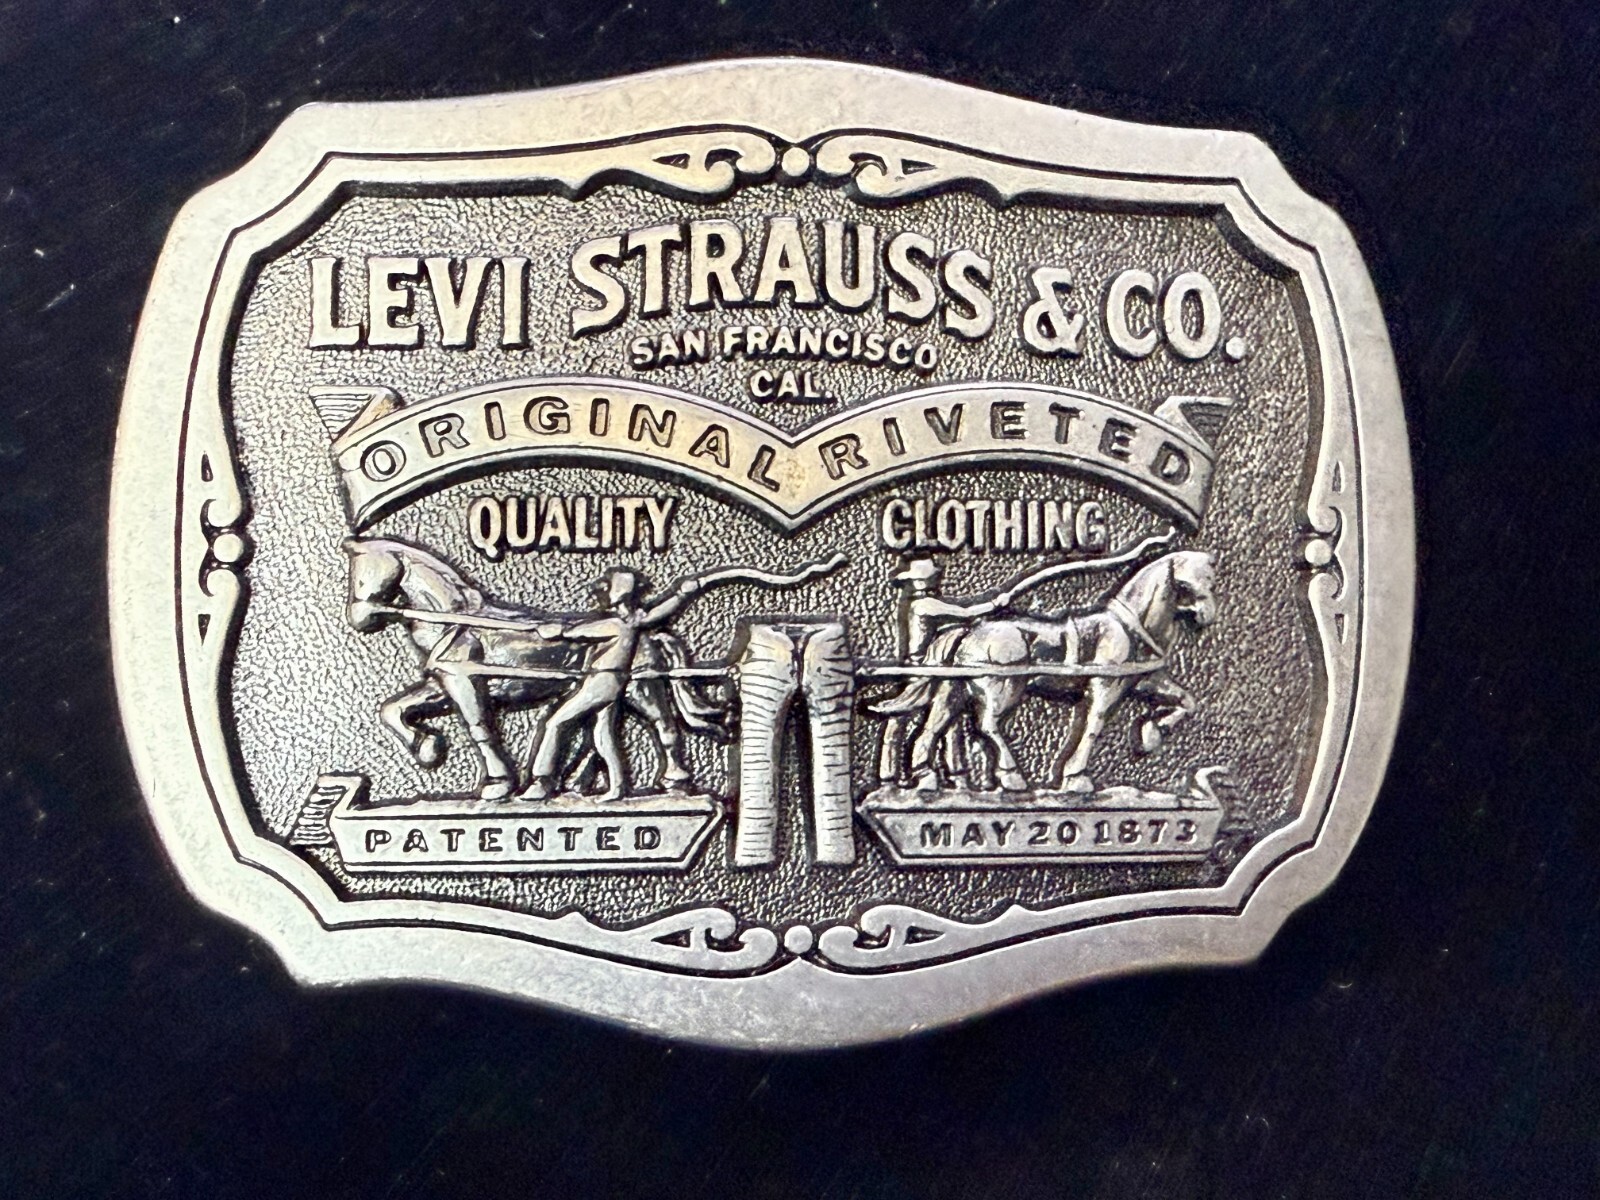 LEVI STRAUSS & CO.
SAN FRANCISCO
CAL.
ORIGINAL RIVETED
QUALITY CLOTHING
PATENTED MAY 20 1873